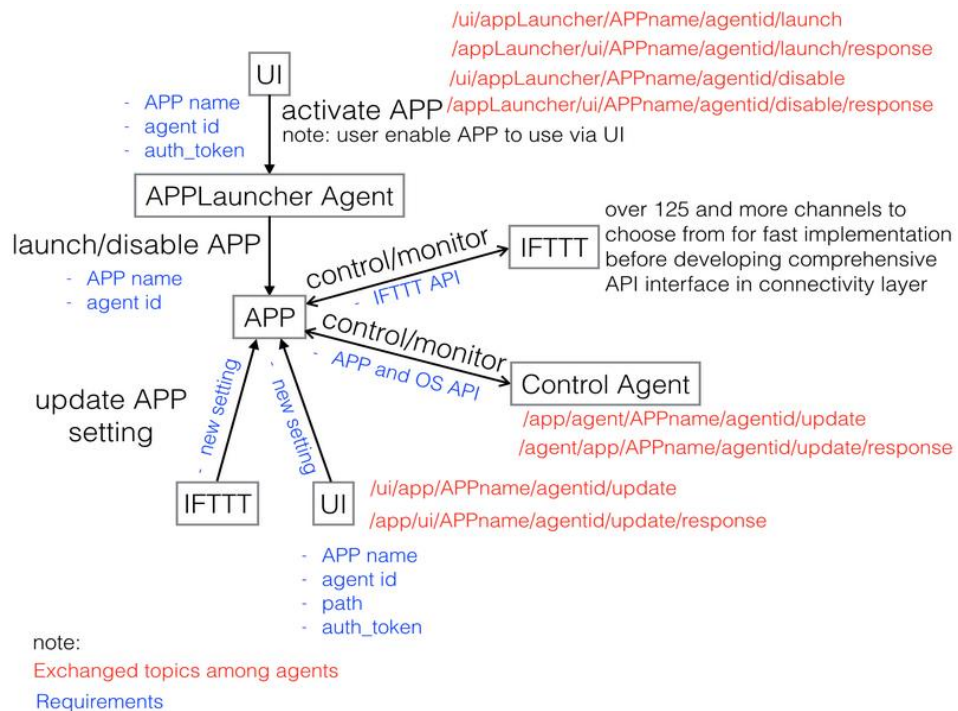 /ui/appLauncher/APPname/agentid/launch
/appLauncher/ui/APPname/agentid/launch/response
/ui/appLauncher/APPname/agentid/disable
/appLauncher/ui/APPname/agentid/disable/response
UI
- APP name
- agent id
- auth_token
activate APP
note: user enable APP to use via UI
APPLauncher Agent
launch/disable APP
- APP name
- agent id
control/monitor
- IFTTT API
IFTTT
over 125 and more channels to
choose from for fast implementation
before developing comprehensive
API interface in connectivity layer
APP
control/monitor
- APP and OS API
Control Agent
/app/agent/APPname/agentid/update
/agent/app/APPname/agentid/update/response
update APP
setting
- new setting
- new setting
IFTTT
UI
/ui/app/APPname/agentid/update
/app/ui/APPname/agentid/update/response
- APP name
- agent id
- path
- auth_token
note:
Exchanged topics among agents
Requirements